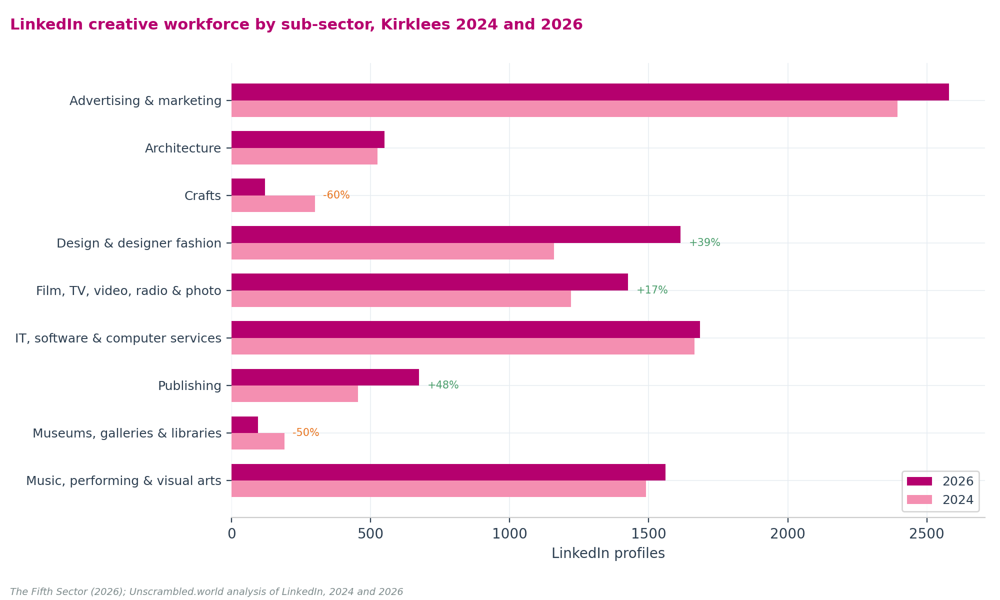 LinkedIn creative workforce by sub-sector, Kirklees 2024 and 2026
Advertising & marketing
Architecture
Crafts
-60%
Design & designer fashion
+39%
Film, TV, video, radio & photo
+17%
IT, software & computer services
Publishing
+48%
Museums, galleries & libraries
-50%
Music, performing & visual arts
2026
2024
0 500 1000 1500 2000 2500
LinkedIn profiles
The Fifth Sector (2026); Unscrambled.world analysis of LinkedIn, 2024 and 2026